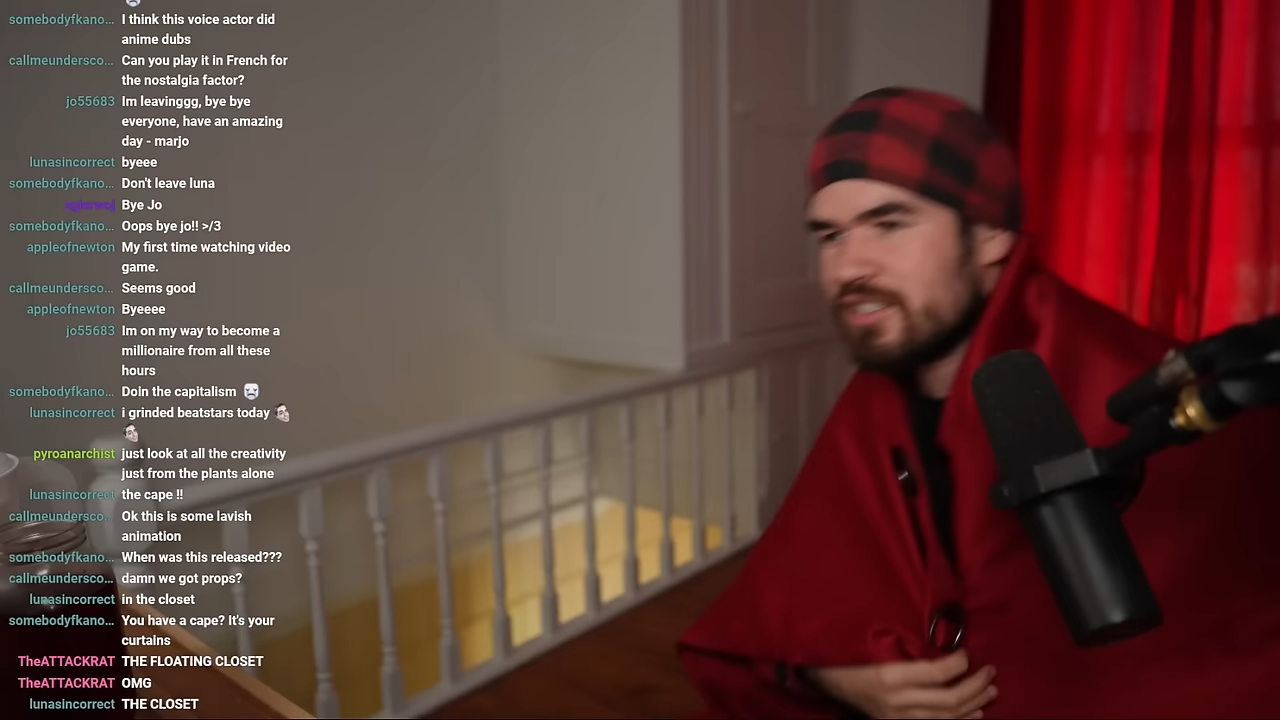 somebodyfkano... I think this voice actor did
anime dubs
callmeundersco... Can you play it in French for
the nostalgia factor?
jo55683 Im leavinggg, bye bye
everyone, have an amazing
day - marjo
lunasincorrect byeee
somebodyfkano... Don't leave luna
Bye Jo
somebodyfkano... Oops bye jo!! >/3
appleofnewton My first time watching video
game.
callmeundersco... Seems good
appleofnewton Byeeee
jo55683 Im on my way to become a
millionaire from all these
hours
somebodyfkano... Doin the capitalism
lunasincorrect i grinded beatstars today
pyroanarchist just look at all the creativity
just from the plants alone
lunasincorrect the cape !!
callmeundersco... Ok this is some lavish
animation
somebodyfkano... When was this released???
callmeundersco... damn we got props?
lunasincorrect in the closet
somebodyfkano... You have a cape? It's your
curtains
TheATTACKRAT THE FLOATING CLOSET
TheATTACKRAT OMG
lunasincorrect THE CLOSET